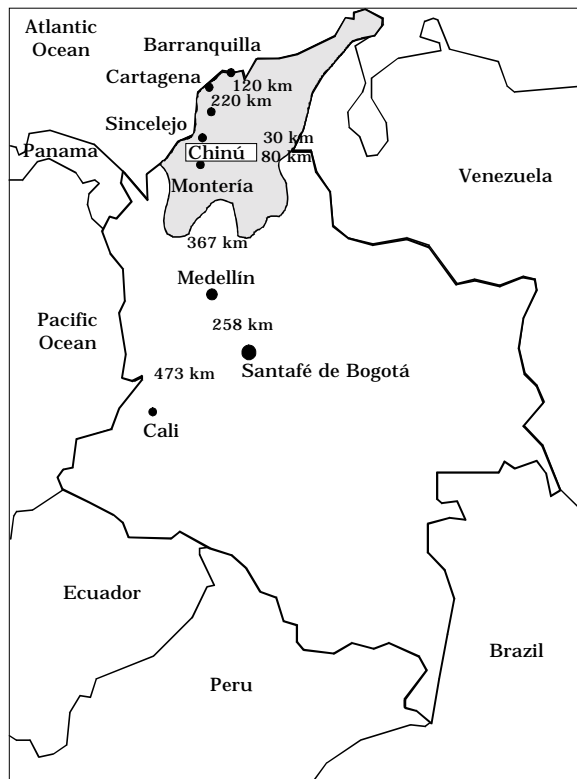 Atlantic
Ocean
Barranquilla
Cartagena
120 km
220 km
Sincelejo
30 km
Panama
Chinú
80 km
Montería
Venezuela
367 km
Medellín
Pacific
Ocean
258 km
Santafé de Bogotá
473 km
Cali
Ecuador
Brazil
Peru